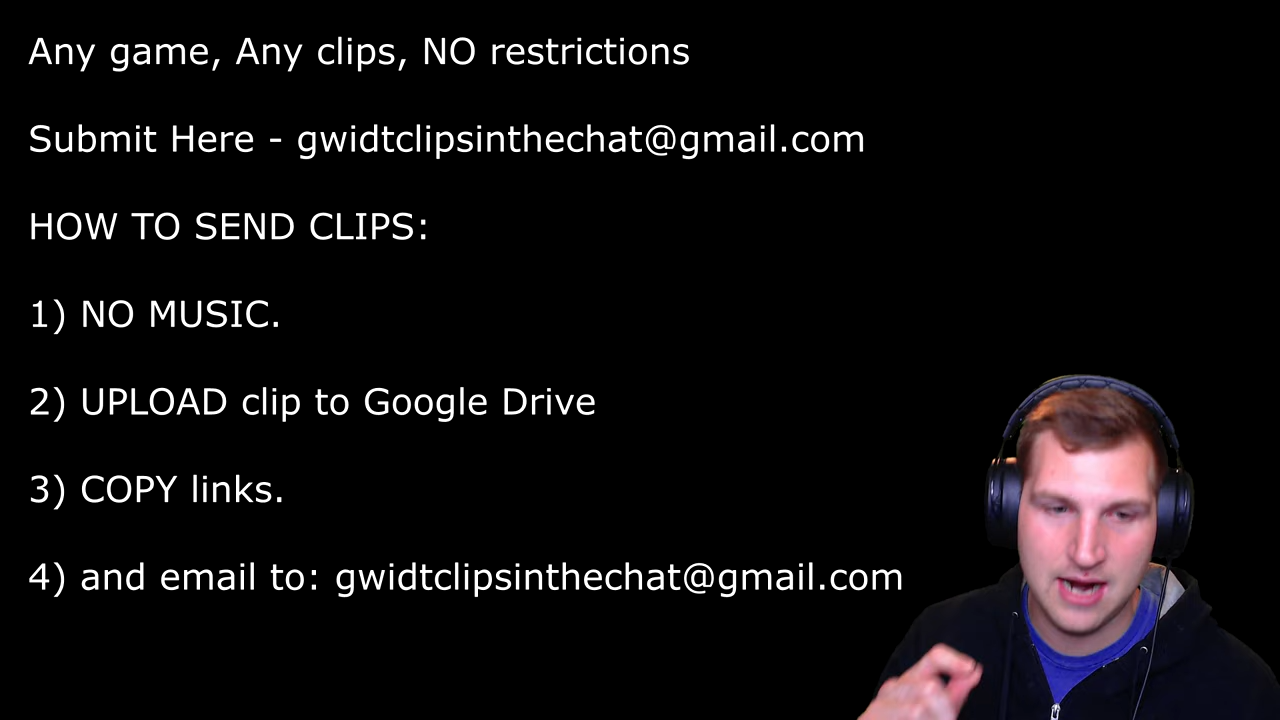 Any game, Any clips, NO restrictions
Submit Here - gwidtclipsinthechat@gmail.com
HOW TO SEND CLIPS:
1) NO MUSIC.
2) UPLOAD clip to Google Drive
3) COPY links.
4) and email to: gwidtclipsinthechat@gmail.com